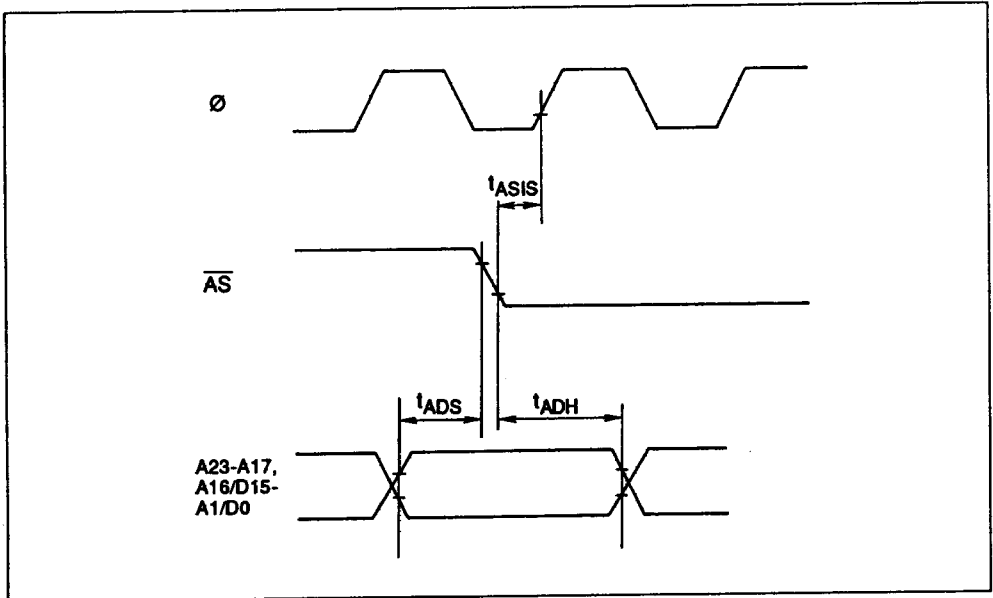 Ø
tASIS
AS
tADS
tADH
A23-A17,
A16/D15-
A1/D0